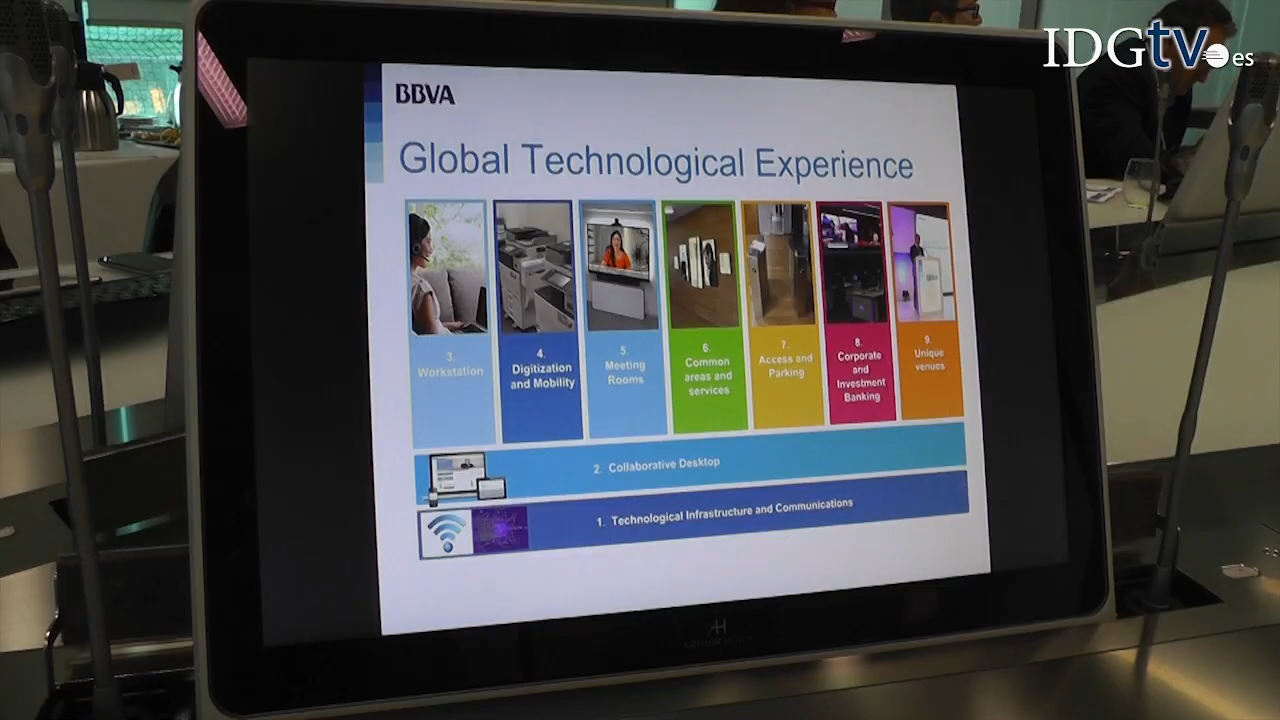 IDGtv.es
BBVA
Global Technological Experience
3.
Workstation
4.
Digitization
and Mobility
5.
Meeting
Rooms
6.
Common
areas and
services
7.
Access and
Parking
8.
Corporate
and
Investment
Banking
9.
Unique
venues
2. Collaborative Desktop
1. Technological Infrastructure and Communications
AH